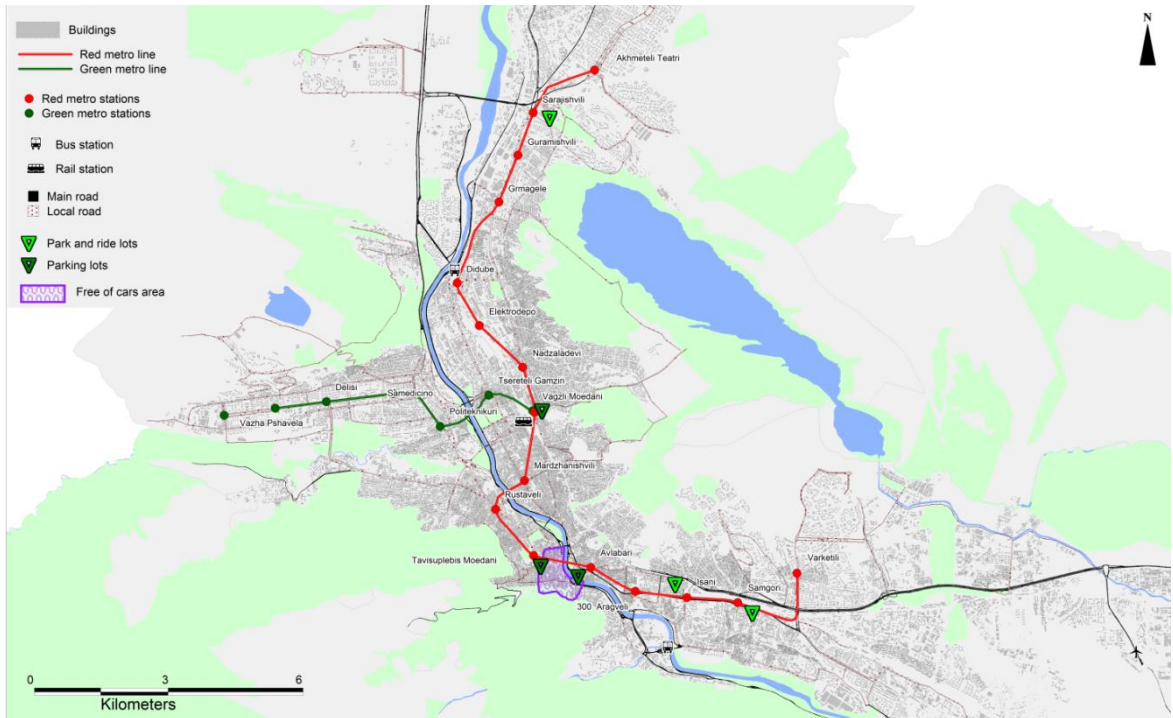 Buildings
Red metro line
Green metro line
Red metro stations
Green metro stations
Bus station
Rail station
Main road
Local road
Park and ride lots
Parking lots
Free of cars area
N
Akhmeteli Teatri
Sarajishvili
Guramishvili
Grmagele
Didube
Elektrodepo
Nadzaladevi
Tsereteli Gamzin
Delisi
Samedicino
Vagzli Moedani
Politeknikuri
Vazha Pshavela
Mardzhanishvili
Rustaveli
Tavisuplebis Moedani
Avlabari
Varketili
Isani
Samgori
300 Aragveli
0 3 6
Kilometers